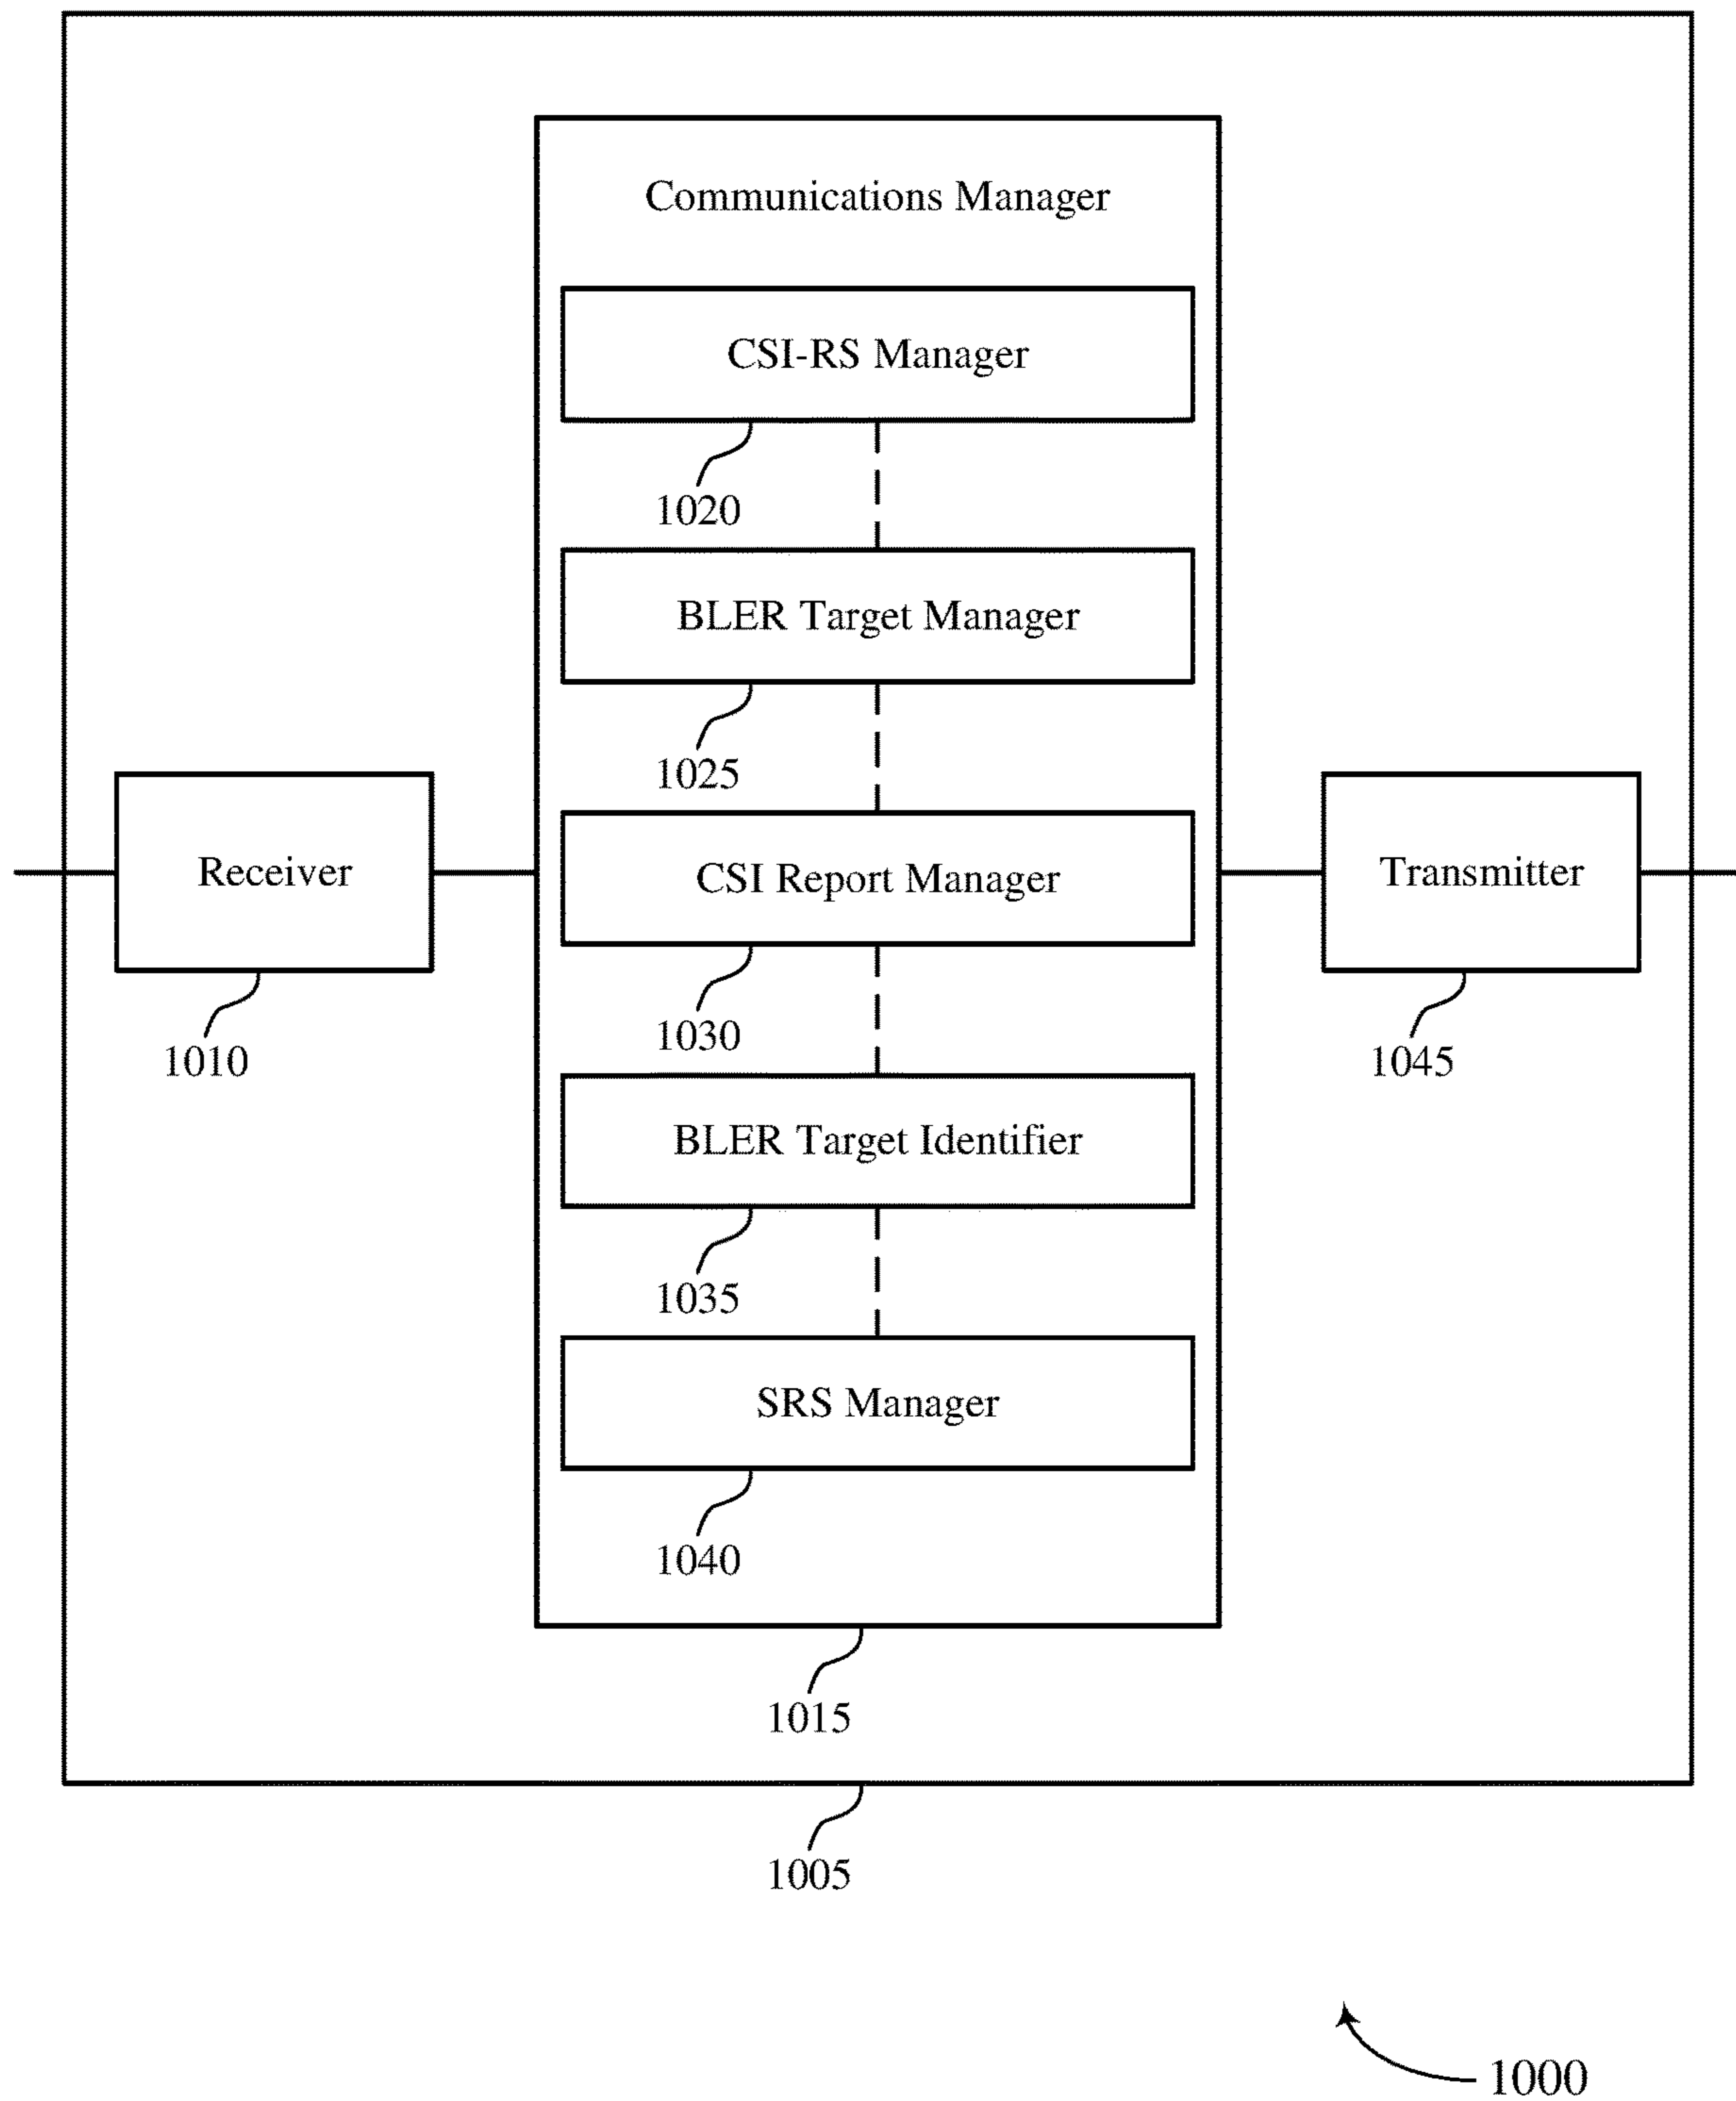 Communications Manager
CSI-RS Manager
1020
BLER Target Manager
1025
Receiver
CSI Report Manager
Transmitter
1010
1030
1045
BLER Target Identifier
1035
SRS Manager
1040
1015
1005
1000